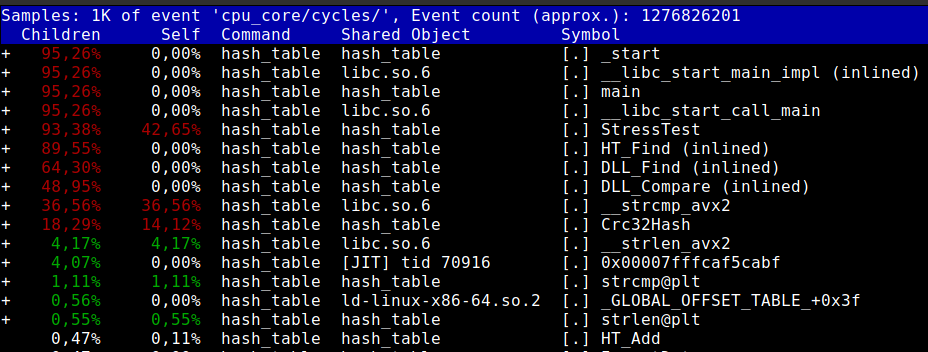 Samples: 1K of event 'cpu_core/cycles/', Event count (approx.): 1276826201
Children Self Command Shared Object Symbol
+ 95,26% 0,00% hash_table hash_table [.] _start
+ 95,26% 0,00% hash_table libc.so.6 [.] __libc_start_main_impl (inlined)
+ 95,26% 0,00% hash_table hash_table [.] main
+ 95,26% 0,00% hash_table libc.so.6 [.] __libc_start_call_main
+ 93,38% 42,65% hash_table hash_table [.] StressTest
+ 89,55% 0,00% hash_table hash_table [.] HT_Find (inlined)
+ 64,30% 0,00% hash_table hash_table [.] DLL_Find (inlined)
+ 48,95% 0,00% hash_table hash_table [.] DLL_Compare (inlined)
+ 36,56% 36,56% hash_table libc.so.6 [.] __strcmp_avx2
+ 18,29% 14,12% hash_table hash_table [.] Crc32Hash
+ 4,17% 4,17% hash_table libc.so.6 [.] __strlen_avx2
+ 4,07% 0,00% hash_table [JIT] tid 70916 [.] 0x00007fffcaf5cabf
+ 1,11% 1,11% hash_table hash_table [.] strcmp@plt
+ 0,56% 0,00% hash_table ld-linux-x86-64.so.2 [.] _GLOBAL_OFFSET_TABLE_+0x3f
+ 0,55% 0,55% hash_table hash_table [.] strlen@plt
0,47% 0,11% hash_table hash_table [.] HT_Add